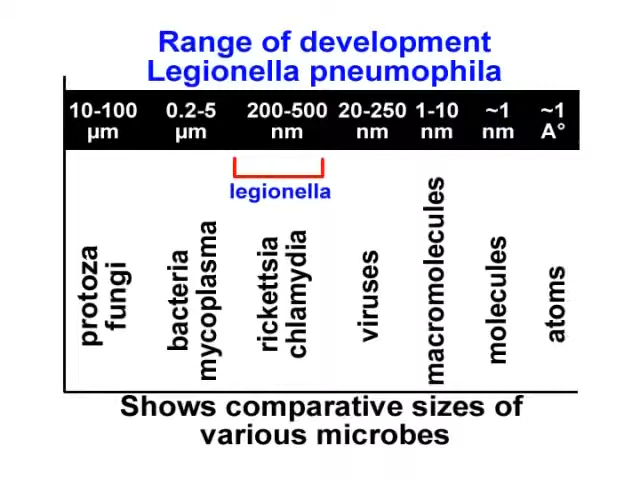 Range of development
Legionella pneumophila
10-100 0.2-5 200-500 20-250 1-10 ~1 ~1
µm µm nm nm nm nm A°
legionella
protoza
fungi
bacteria
mycoplasma
rickettsia
chlamydia
viruses
macromolecules
molecules
atoms
Shows comparative sizes of
various microbes